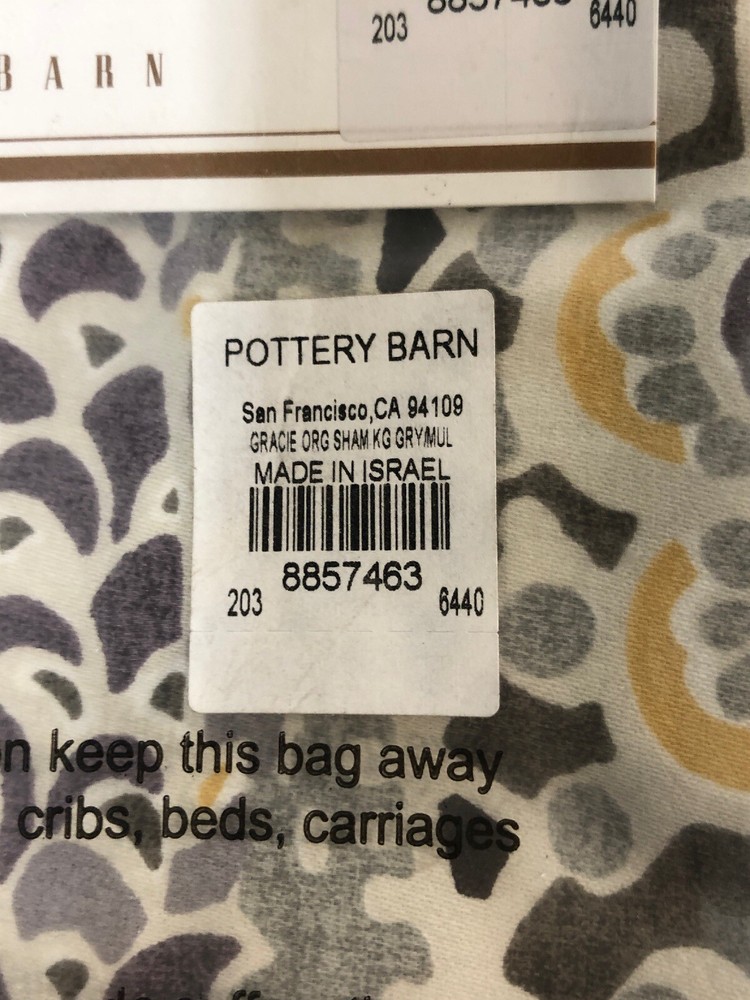 BARN
203 6440
POTTERY BARN
San Francisco,CA 94109
GRACIE ORG SHAM KG GRY/MUL
MADE IN ISRAEL
8857463
203 6440
keep this bag away
cribs, beds, carriages